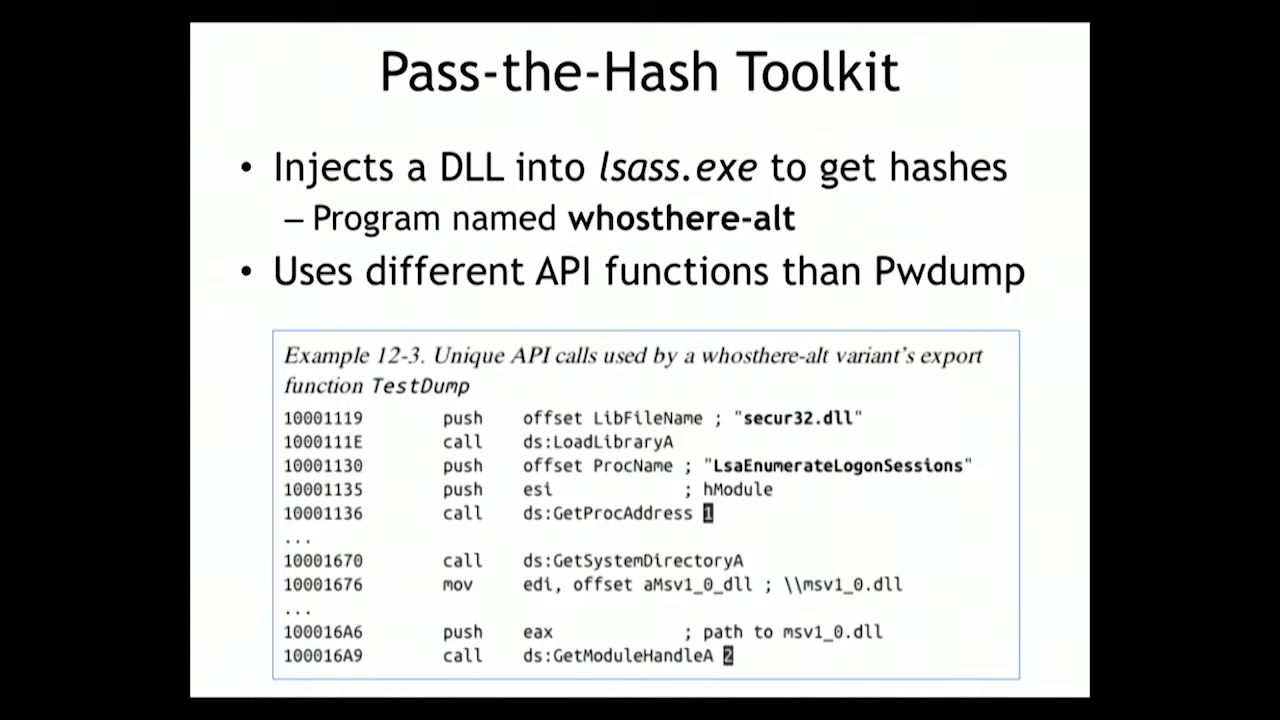 Pass-the-Hash Toolkit
• Injects a DLL into lsass.exe to get hashes
– Program named whosthere-alt
• Uses different API functions than Pwdump
Example 12-3. Unique API calls used by a whosthere-alt variant's export
function TestDump
10001119 push offset LibFileName ; "secur32.dll"
1000111E call ds:LoadLibraryA
10001130 push offset ProcName ; "LsaEnumerateLogonSessions"
10001135 push esi ; hModule
10001136 call ds:GetProcAddress 1
...
10001670 call ds:GetSystemDirectoryA
10001676 mov edi, offset aMsv1_0_dll ; \\msv1_0.dll
...
100016A6 push eax ; path to msv1_0.dll
100016A9 call ds:GetModuleHandleA 2